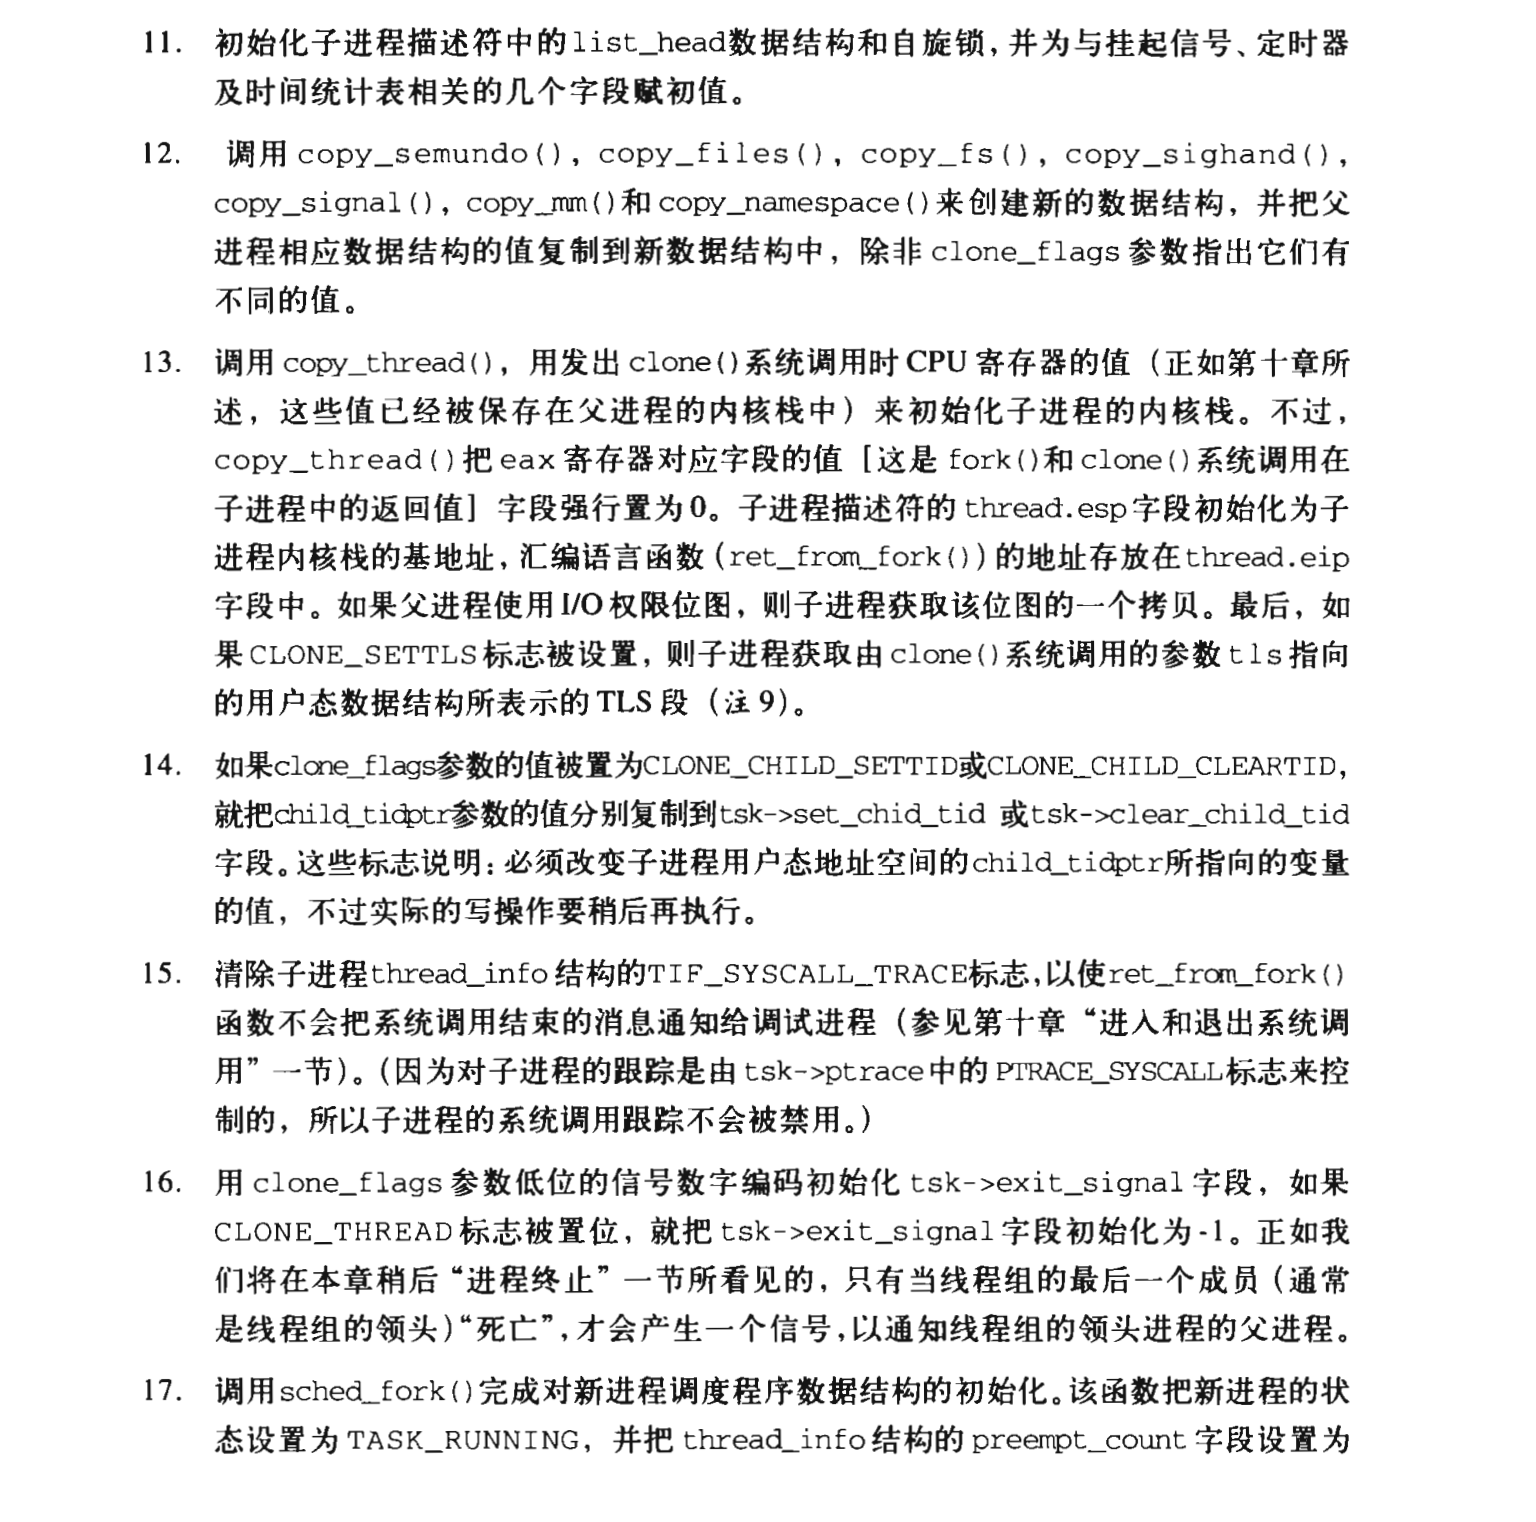 11. 初始化子进程描述符中的list_head数据结构和自旋锁，并为与挂起信号、定时器
及时间统计表相关的几个字段赋初值。
12. 调用copy_semundo(), copy_files(), copy_fs(), copy_sighand(),
copy_signal(), copy_mm()和copy_namespace()来创建新的数据结构，并把父
进程相应数据结构的值复制到新数据结构中，除非clone_flags参数指出它们有
不同的值。
13. 调用copy_thread()，用发出clone()系统调用时CPU寄存器的值（正如第十章所
述，这些值已经被保存在父进程的内核栈中）来初始化子进程的内核栈。不过，
copy_thread()把eax寄存器对应字段的值［这是fork()和clone()系统调用在
子进程中的返回值］字段强行置为0。子进程描述符的thread.esp字段初始化为子
进程内核栈的基地址，汇编语言函数(ret_from_fork())的地址存放在thread.eip
字段中。如果父进程使用I/O权限位图，则子进程获取该位图的一个拷贝。最后，如
果CLONE_SETTLS标志被设置，则子进程获取由clone()系统调用的参数tls指向
的用户态数据结构所表示的TLS段（注9）。
14. 如果clone_flags参数的值被置为CLONE_CHILD_SETTID或CLONE_CHILD_CLEARTID，
就把child_tidptr参数的值分别复制到tsk->set_chid_tid 或tsk->clear_child_tid
字段。这些标志说明：必须改变子进程用户态地址空间的child_tidptr所指向的变量
的值，不过实际的写操作要稍后再执行。
15. 清除子进程thread_info结构的TIF_SYSCALL_TRACE标志，以使ret_from_fork()
函数不会把系统调用结束的消息通知给调试进程（参见第十章“进入和退出系统调
用”一节）。（因为对子进程的跟踪是由tsk->ptrace中的PTRACE_SYSCALL标志来控
制的，所以子进程的系统调用跟踪不会被禁用。）
16. 用clone_flags参数低位的信号数字编码初始化tsk->exit_signal字段，如果
CLONE_THREAD标志被置位，就把tsk->exit_signal字段初始化为-1。正如我
们将在本章稍后“进程终止”一节所看见的，只有当线程组的最后一个成员（通常
是线程组的领头）“死亡”，才会产生一个信号，以通知线程组的领头进程的父进程。
17. 调用sched_fork()完成对新进程调度程序数据结构的初始化。该函数把新进程的状
态设置为TASK_RUNNING，并把thread_info结构的preempt_count字段设置为